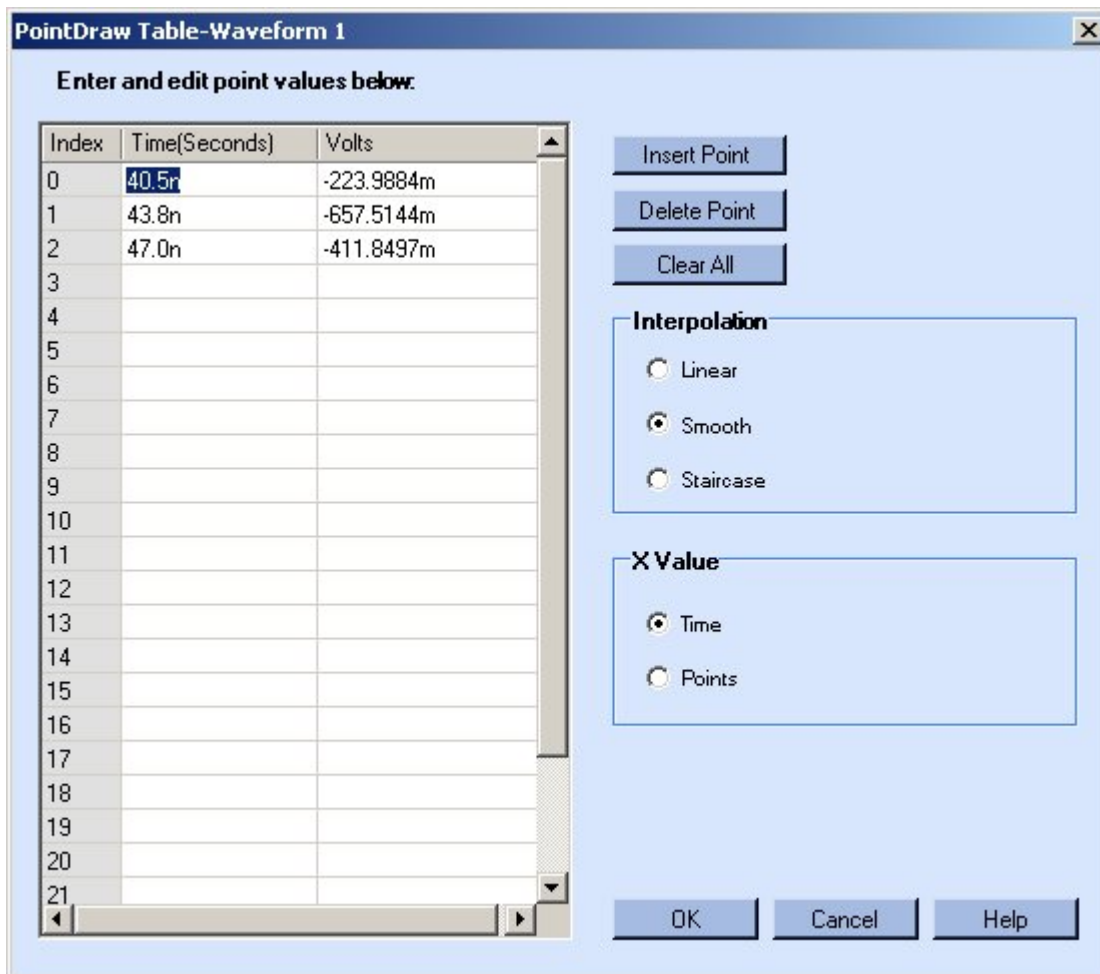 PointDraw Table-Waveform 1
Enter and edit point values below:
Index Time(Seconds) Volts
0 40.5n -223.9884m
1 43.8n -657.5144m
2 47.0n -411.8497m
3
4
5
6
7
8
9
10
11
12
13
14
15
16
17
18
19
20
21
Insert Point
Delete Point
Clear All
Interpolation
Linear
Smooth
Staircase
X Value
Time
Points
OK Cancel Help